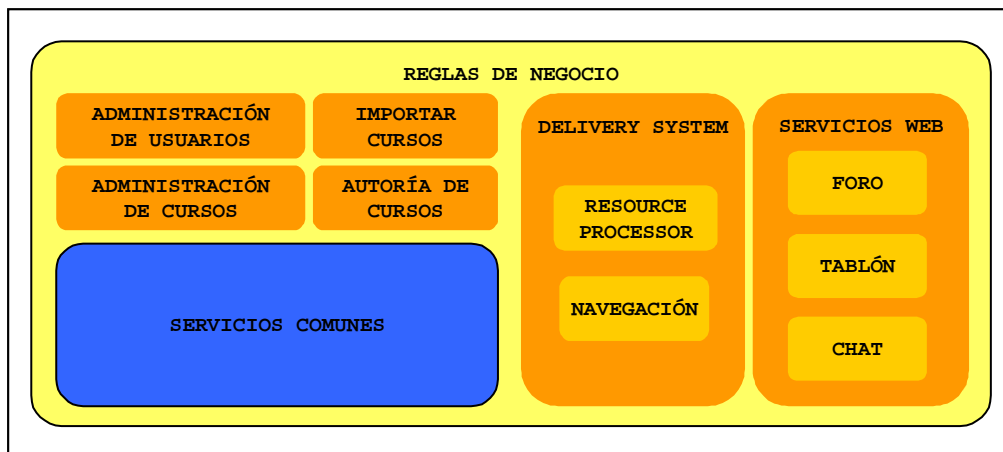 REGLAS DE NEGOCIO
ADMINISTRACIÓN
DE USUARIOS
IMPORTAR
CURSOS
ADMINISTRACIÓN
DE CURSOS
AUTORÍA DE
CURSOS
SERVICIOS COMUNES
DELIVERY SYSTEM
RESOURCE
PROCESSOR
NAVEGACIÓN
SERVICIOS WEB
FORO
TABLÓN
CHAT